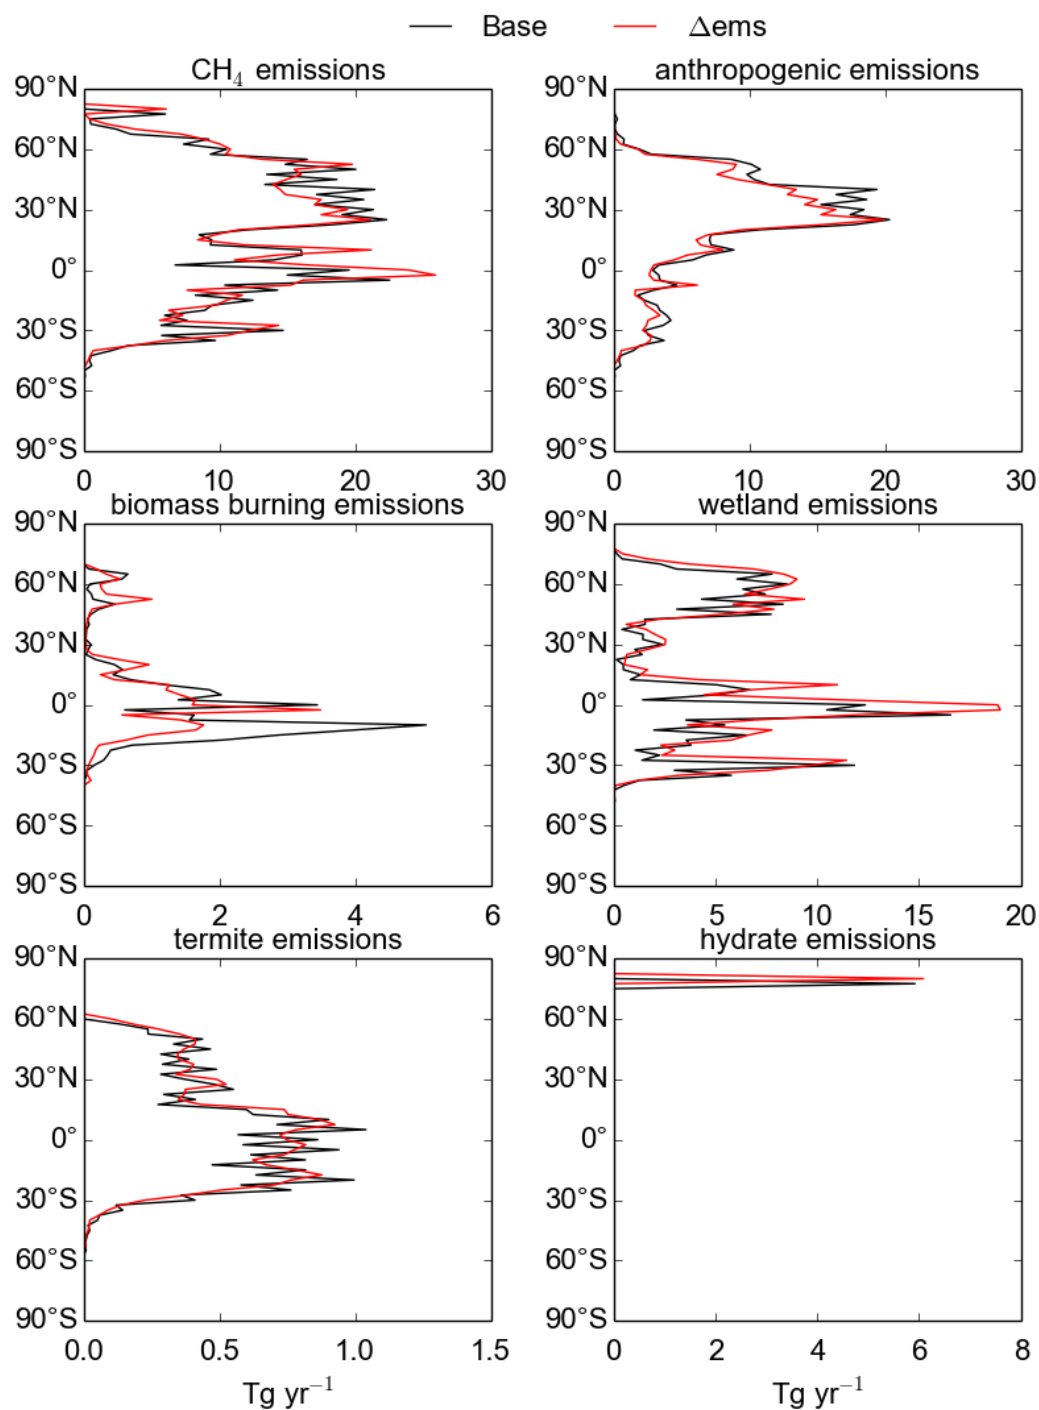 Base Δems
CH₄ emissions anthropogenic emissions
90°N 90°N
60°N 60°N
30°N 30°N
0° 0°
30°S 30°S
60°S 60°S
90°S 90°S
0 10 20 30 0 10 20 30
biomass burning emissions wetland emissions
90°N 90°N
60°N 60°N
30°N 30°N
0° 0°
30°S 30°S
60°S 60°S
90°S 90°S
0 2 4 6 0 5 10 15 20
termite emissions hydrate emissions
90°N 90°N
60°N 60°N
30°N 30°N
0° 0°
30°S 30°S
60°S 60°S
90°S 90°S
0.0 0.5 1.0 1.5 0 2 4 6 8
Tg yr⁻¹ Tg yr⁻¹